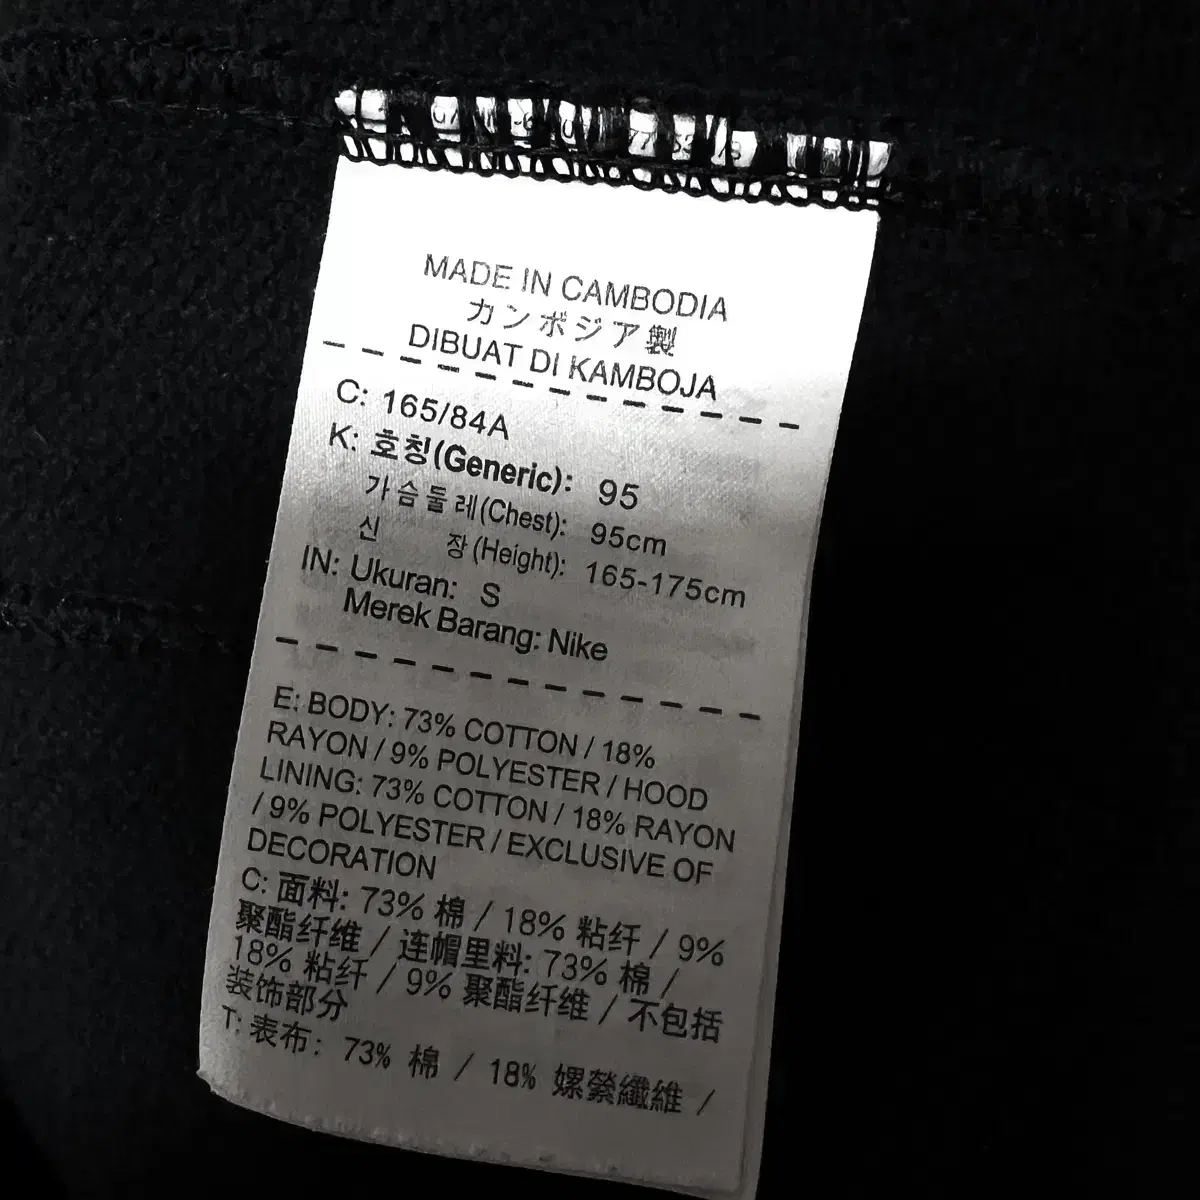 MADE IN CAMBODIA
カンボジア製
DIBUAT DI KAMBOJA
C: 165/84A
K: 호칭(Generic): 95
가슴둘레(Chest): 95cm
신 장(Height): 165-175cm
IN: Ukuran: S
Merek Barang: Nike
E: BODY: 73% COTTON / 18%
RAYON / 9% POLYESTER / HOOD
LINING: 73% COTTON / 18% RAYON
/ 9% POLYESTER / EXCLUSIVE OF
DECORATION
C: 面料: 73% 棉 / 18% 粘纤 / 9%
聚酯纤维 / 连帽里料: 73% 棉 /
18% 粘纤 / 9% 聚酯纤维 / 不包括
装饰部分
T: 表布: 73% 棉 / 18% 嫘縈纖維 /